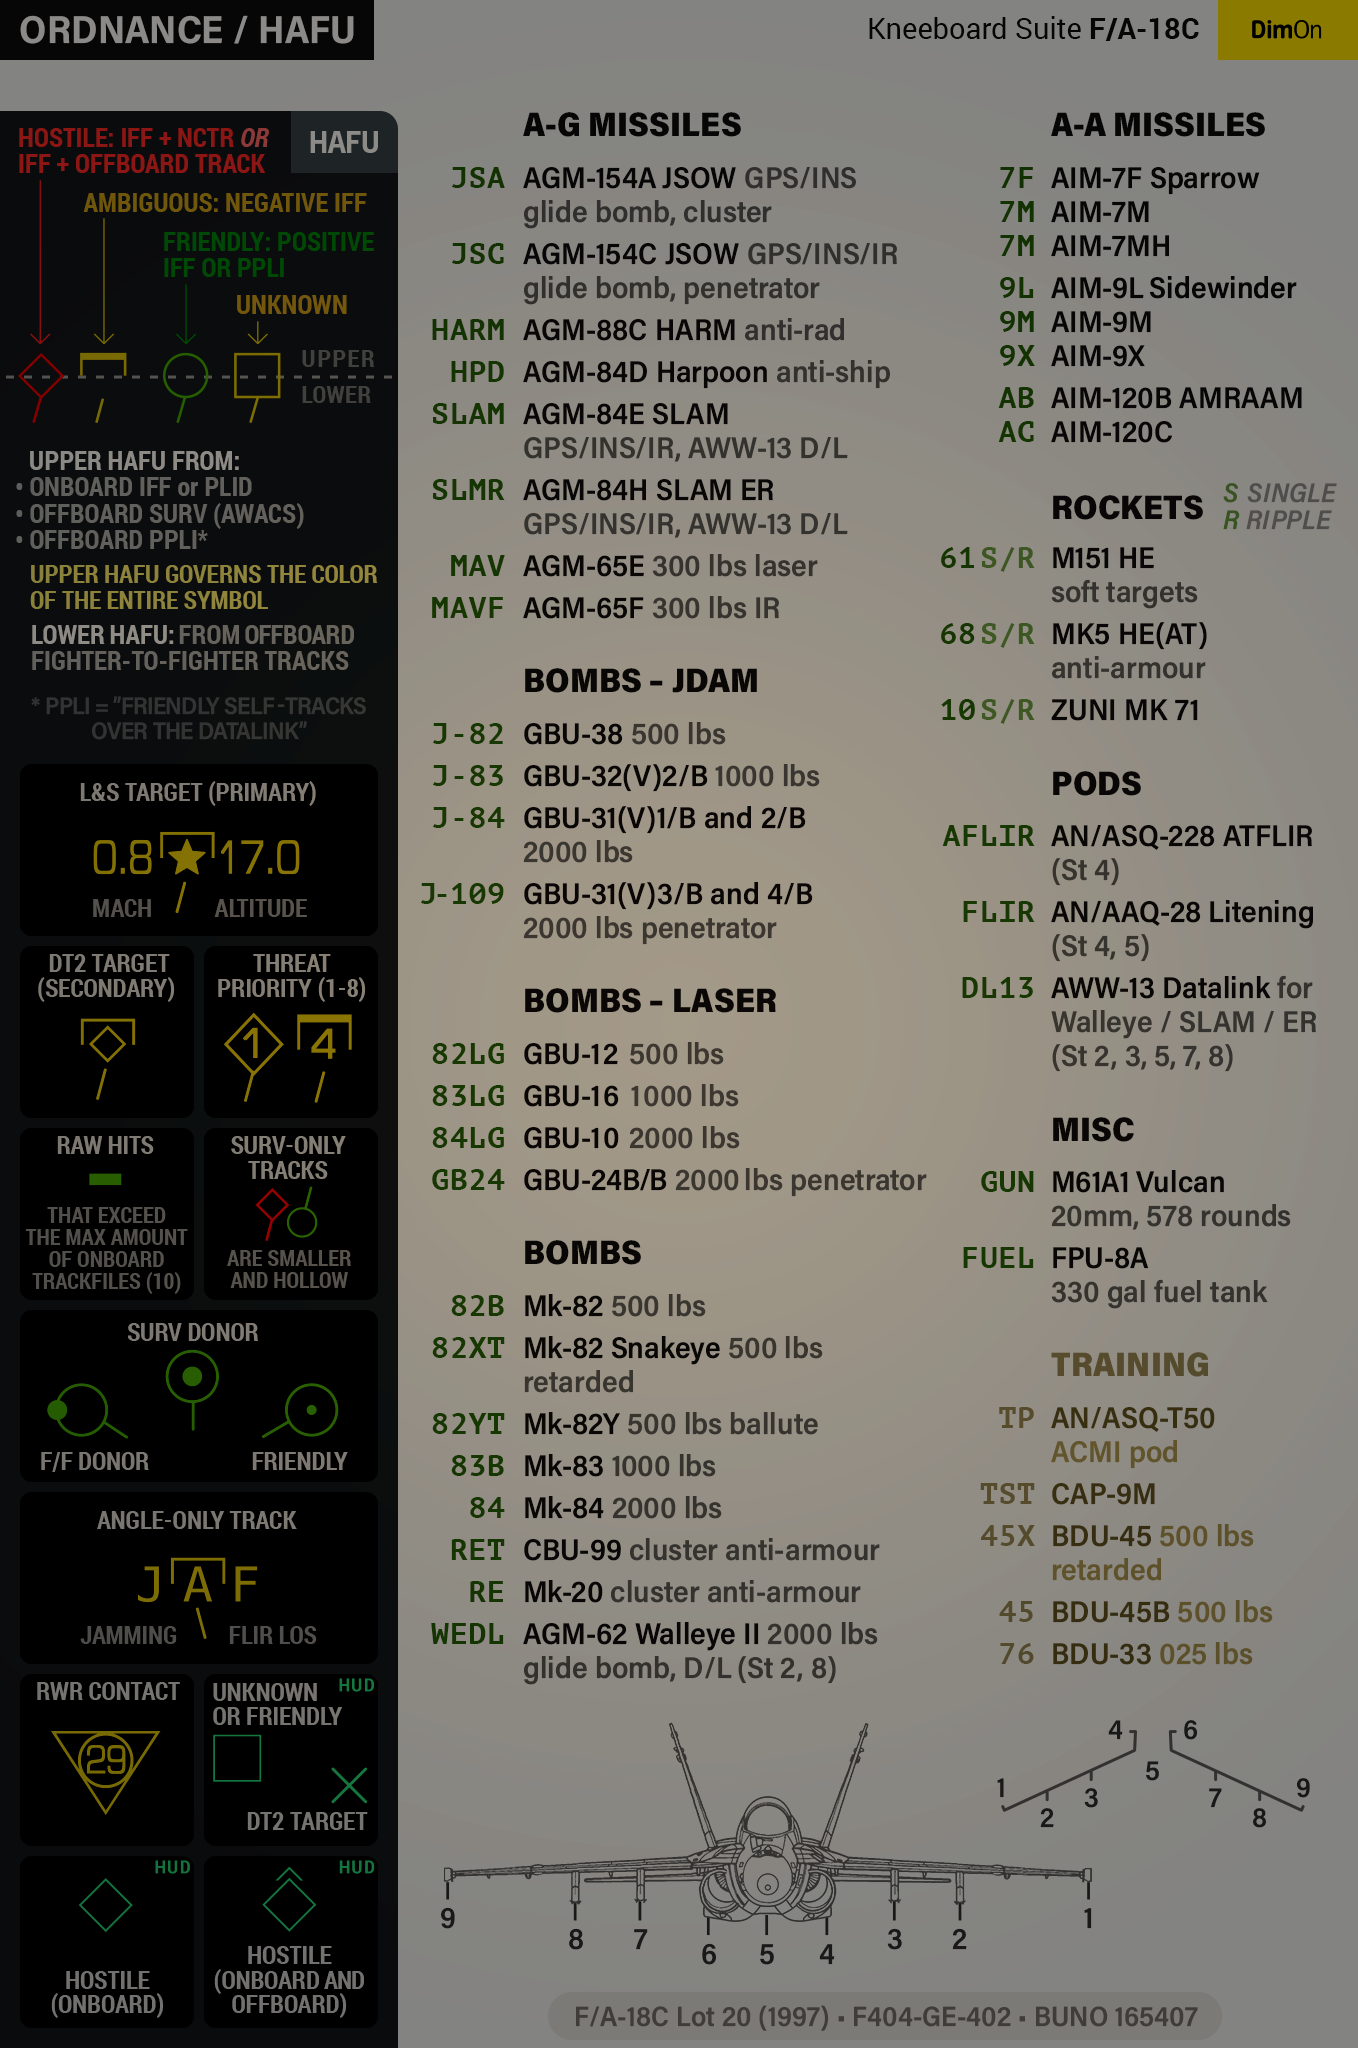 ORDNANCE / HAFU
Kneeboard Suite F/A-18C
DimOn
HAFU
HOSTILE: IFF + NCTR OR
IFF + OFFBOARD TRACK
AMBIGUOUS: NEGATIVE IFF
FRIENDLY: POSITIVE
IFF OR PPLI
UNKNOWN
UPPER
LOWER
UPPER HAFU FROM:
• ONBOARD IFF or PLID
• OFFBOARD SURV (AWACS)
• OFFBOARD PPLI*
UPPER HAFU GOVERNS THE COLOR
OF THE ENTIRE SYMBOL
LOWER HAFU: FROM OFFBOARD
FIGHTER-TO-FIGHTER TRACKS
* PPLI = "FRIENDLY SELF-TRACKS
OVER THE DATALINK"
L&S TARGET (PRIMARY)
0.8 17.0
MACH ALTITUDE
DT2 TARGET
(SECONDARY)
THREAT
PRIORITY (1-8)
1 4
RAW HITS
THAT EXCEED
THE MAX AMOUNT
OF ONBOARD
TRACKFILES (10)
SURV-ONLY
TRACKS
ARE SMALLER
AND HOLLOW
SURV DONOR
F/F DONOR FRIENDLY
ANGLE-ONLY TRACK
J A F
JAMMING FLIR LOS
RWR CONTACT
29
HUD
UNKNOWN
OR FRIENDLY
DT2 TARGET
HUD
HOSTILE
(ONBOARD)
HUD
HOSTILE
(ONBOARD AND
OFFBOARD)
A-G MISSILES
JSA AGM-154A JSOW GPS/INS
glide bomb, cluster
JSC AGM-154C JSOW GPS/INS/IR
glide bomb, penetrator
HARM AGM-88C HARM anti-rad
HPD AGM-84D Harpoon anti-ship
SLAM AGM-84E SLAM
GPS/INS/IR, AWW-13 D/L
SLMR AGM-84H SLAM ER
GPS/INS/IR, AWW-13 D/L
MAV AGM-65E 300 lbs laser
MAVF AGM-65F 300 lbs IR
BOMBS – JDAM
J-82 GBU-38 500 lbs
J-83 GBU-32(V)2/B 1000 lbs
J-84 GBU-31(V)1/B and 2/B
2000 lbs
J-109 GBU-31(V)3/B and 4/B
2000 lbs penetrator
BOMBS – LASER
82LG GBU-12 500 lbs
83LG GBU-16 1000 lbs
84LG GBU-10 2000 lbs
GB24 GBU-24B/B 2000 lbs penetrator
BOMBS
82B Mk-82 500 lbs
82XT Mk-82 Snakeye 500 lbs
retarded
82YT Mk-82Y 500 lbs ballute
83B Mk-83 1000 lbs
84 Mk-84 2000 lbs
RET CBU-99 cluster anti-armour
RE Mk-20 cluster anti-armour
WEDL AGM-62 Walleye II 2000 lbs
glide bomb, D/L (St 2, 8)
A-A MISSILES
7F AIM-7F Sparrow
7M AIM-7M
7M AIM-7MH
9L AIM-9L Sidewinder
9M AIM-9M
9X AIM-9X
AB AIM-120B AMRAAM
AC AIM-120C
ROCKETS
S SINGLE
R RIPPLE
61 S/R M151 HE
soft targets
68 S/R MK5 HE(AT)
anti-armour
10 S/R ZUNI MK 71
PODS
AFLIR AN/ASQ-228 ATFLIR
(St 4)
FLIR AN/AAQ-28 Litening
(St 4, 5)
DL13 AWW-13 Datalink for
Walleye / SLAM / ER
(St 2, 3, 5, 7, 8)
MISC
GUN M61A1 Vulcan
20mm, 578 rounds
FUEL FPU-8A
330 gal fuel tank
TRAINING
TP AN/ASQ-T50
ACMI pod
TST CAP-9M
45X BDU-45 500 lbs
retarded
45 BDU-45B 500 lbs
76 BDU-33 025 lbs
4 6
5
1 3 7 9
2 8
9 8 7 6 5 4 3 2 1
F/A-18C Lot 20 (1997) ▪ F404-GE-402 ▪ BUNO 165407